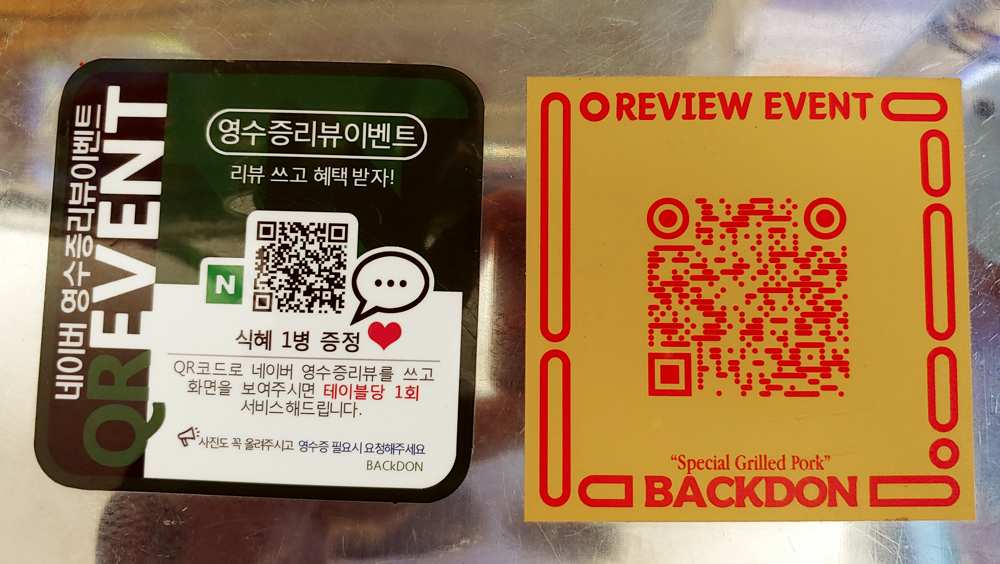 네이버 영수증리뷰이벤트
QR EVENT
영수증리뷰이벤트
리뷰 쓰고 혜택 받자!
N
식혜 1병 증정
QR코드로 네이버 영수증리뷰를 쓰고
화면을 보여주시면 테이블당 1회
서비스해드립니다.
사진도 꼭 올려주시고 영수증 필요시 요청해주세요
BACkDON
REVIEW EVENT
“Special Grilled Pork”
BACKDON